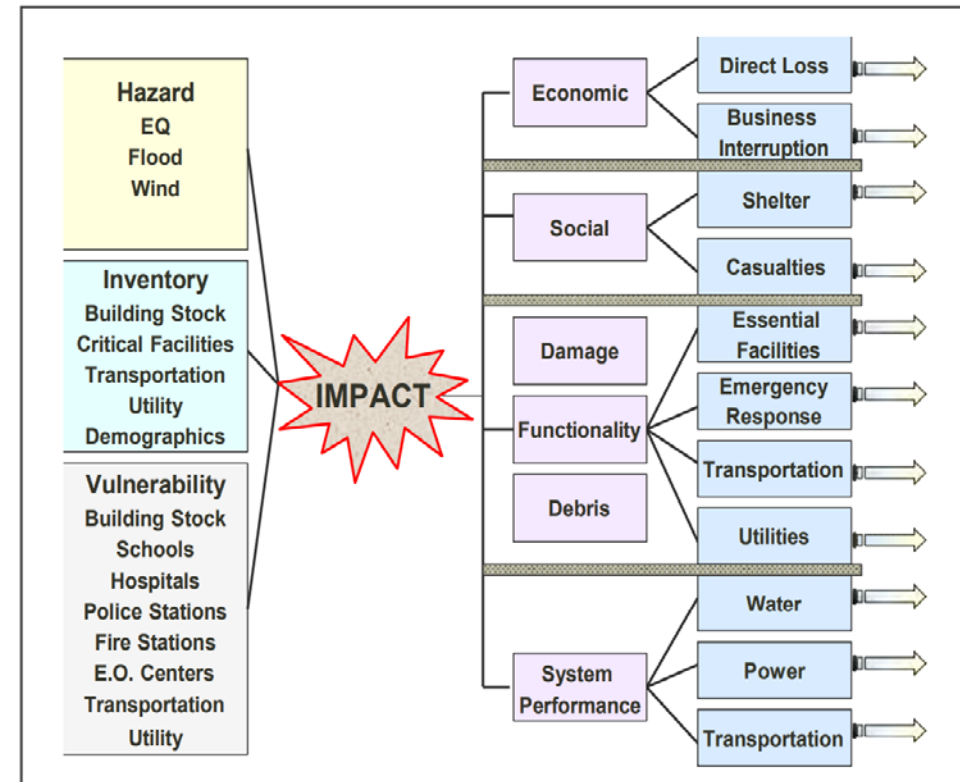 Hazard
EQ
Flood
Wind
Inventory
Building Stock
Critical Facilities
Transportation
Utility
Demographics
Vulnerability
Building Stock
Schools
Hospitals
Police Stations
Fire Stations
E.O. Centers
Transportation
Utility
IMPACT
Economic
Social
Damage
Functionality
Debris
System
Performance
Direct Loss
Business
Interruption
Shelter
Casualties
Essential
Facilities
Emergency
Response
Transportation
Utilities
Water
Power
Transportation